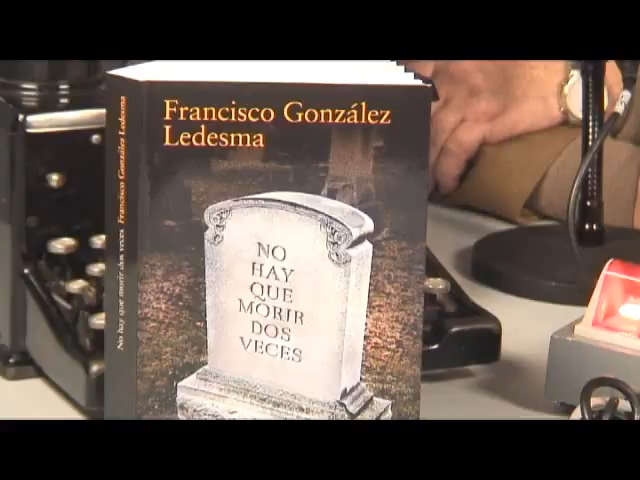 Francisco González
Ledesma
NO
HAY
QUE
MORIR
DOS
VECES
No hay que morir dos veces Francisco González Ledesma